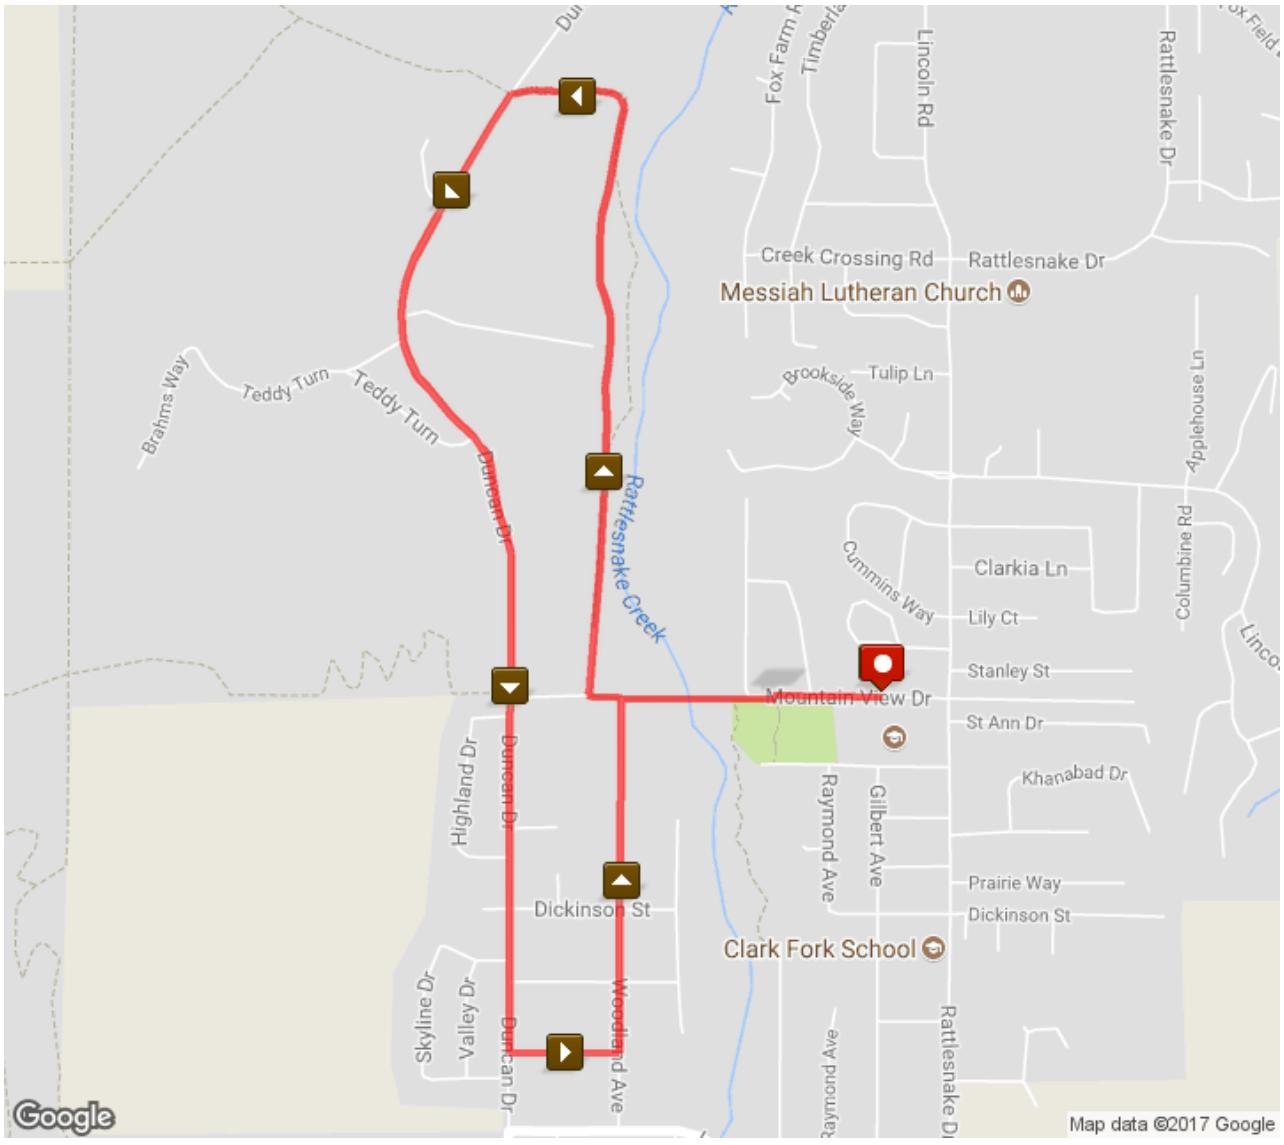 Fox Farm R
Timberla
Lincoln Rd
Rattlesnake Dr
Fox Field
Creek Crossing Rd
Rattlesnake Dr
Messiah Lutheran Church
Brahms Way
Teddy Turn
Teddy Turn
Brookside Way
Tulip Ln
Applehouse Ln
Duncan Dr
Rattlesnake Creek
Columbine Rd
Cummins Way
Clarkia Ln
Lily Ct
Linco
Stanley St
Mountain View Dr
St Ann Dr
Highland Dr
Duncan Dr
Raymond Ave
Gilbert Ave
Khanabad Dr
Prairie Way
Dickinson St
Dickinson St
Clark Fork School
Skyline Dr
Valley Dr
Duncan Dr
Woodland Ave
Raymond Ave
Rattlesnake Dr
Google
Map data ©2017 Google